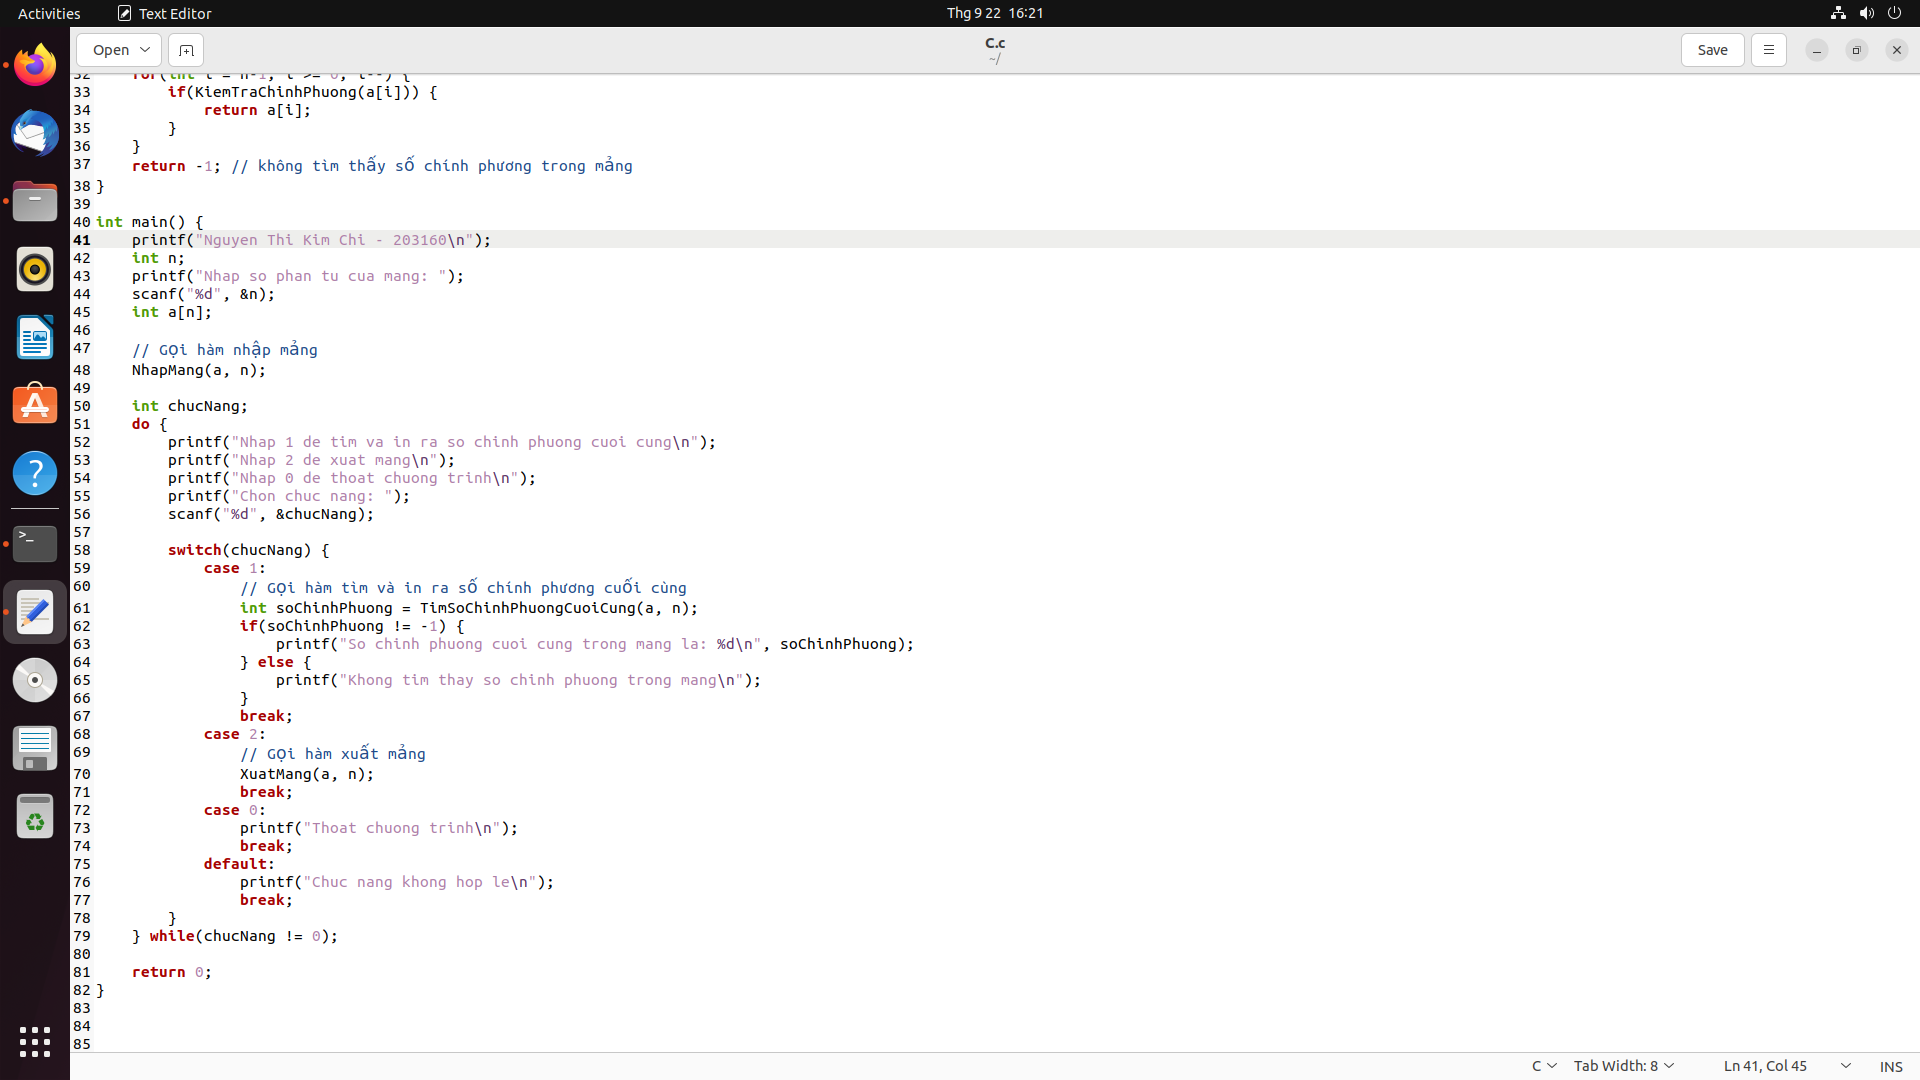 Activities
Text Editor
Thg 9 22 16:21
Open
C.c
~/
Save
32 for(int i = n-1; i >= 0; i--) {
33 if(KiemTraChinhPhuong(a[i])) {
34 return a[i];
35 }
36 }
37 return -1; // không tìm thấy số chính phương trong mảng
38 }
39
40 int main() {
41 printf("Nguyen Thi Kim Chi - 203160\n");
42 int n;
43 printf("Nhap so phan tu cua mang: ");
44 scanf("%d", &n);
45 int a[n];
46
47 // Gọi hàm nhập mảng
48 NhapMang(a, n);
49
50 int chucNang;
51 do {
52 printf("Nhap 1 de tim va in ra so chinh phuong cuoi cung\n");
53 printf("Nhap 2 de xuat mang\n");
54 printf("Nhap 0 de thoat chuong trinh\n");
55 printf("Chon chuc nang: ");
56 scanf("%d", &chucNang);
57
58 switch(chucNang) {
59 case 1:
60 // Gọi hàm tìm và in ra số chính phương cuối cùng
61 int soChinhPhuong = TimSoChinhPhuongCuoiCung(a, n);
62 if(soChinhPhuong != -1) {
63 printf("So chinh phuong cuoi cung trong mang la: %d\n", soChinhPhuong);
64 } else {
65 printf("Khong tim thay so chinh phuong trong mang\n");
66 }
67 break;
68 case 2:
69 // Gọi hàm xuất mảng
70 XuatMang(a, n);
71 break;
72 case 0:
73 printf("Thoat chuong trinh\n");
74 break;
75 default:
76 printf("Chuc nang khong hop le\n");
77 break;
78 }
79 } while(chucNang != 0);
80
81 return 0;
82 }
83
84
85
C
Tab Width: 8
Ln 41, Col 45
INS